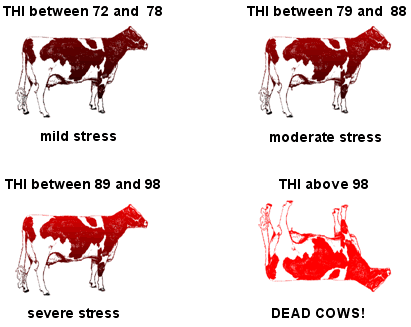 THI between 72 and 78
THI between 79 and 88
mild stress
moderate stress
THI between 89 and 98
THI above 98
severe stress
DEAD COWS!